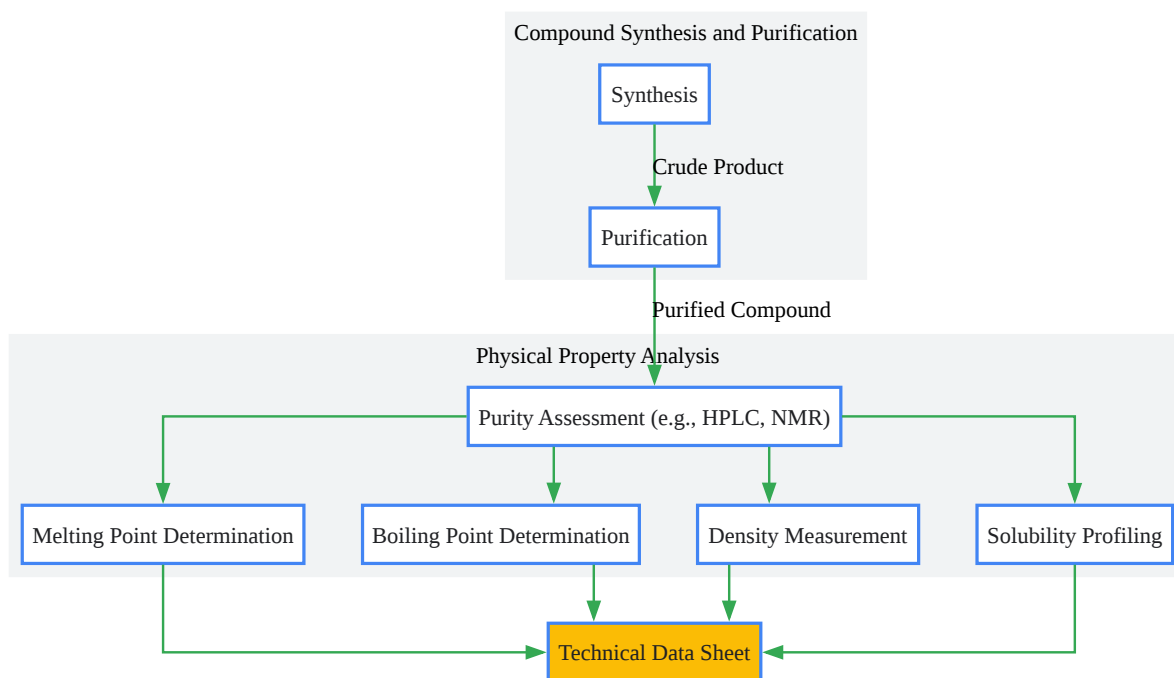 Compound Synthesis and Purification
Synthesis
Crude Product
Purification
Purified Compound
Physical Property Analysis
Purity Assessment (e.g., HPLC, NMR)
Melting Point Determination
Boiling Point Determination
Density Measurement
Solubility Profiling
Technical Data Sheet